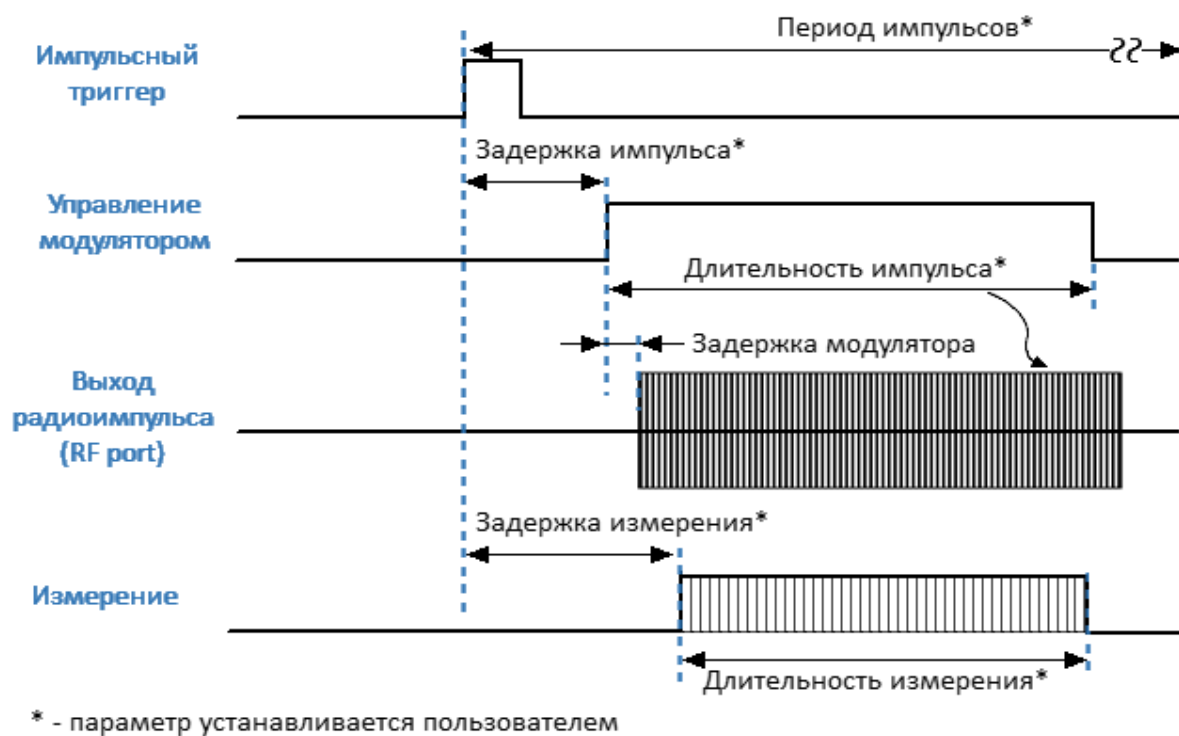 Период импульсов*
Импульсный
триггер
Задержка импульса*
Управление
модулятором
Длительность импульса*
Задержка модулятора
Выход
радиоимпульса
(RF port)
Задержка измерения*
Измерение
Длительность измерения*
* - параметр устанавливается пользователем